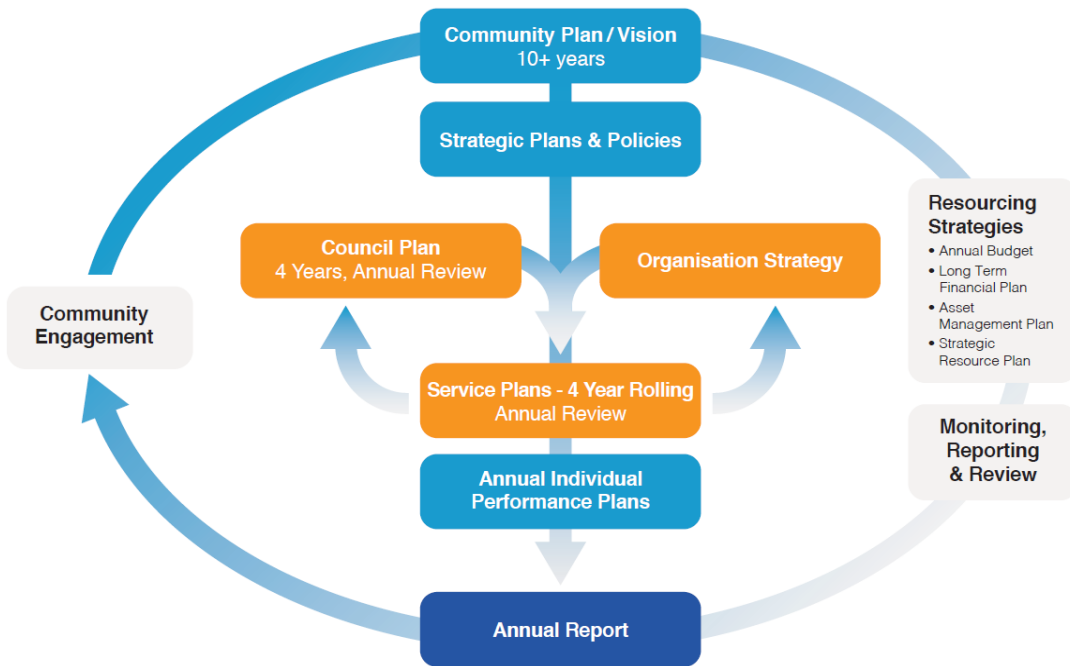 Community Plan / Vision
10+ years
Strategic Plans & Policies
Council Plan
4 Years, Annual Review
Organisation Strategy
Resourcing
Strategies
• Annual Budget
• Long Term
Financial Plan
• Asset
Management Plan
• Strategic
Resource Plan
Community
Engagement
Service Plans - 4 Year Rolling
Annual Review
Monitoring,
Reporting
& Review
Annual Individual
Performance Plans
Annual Report